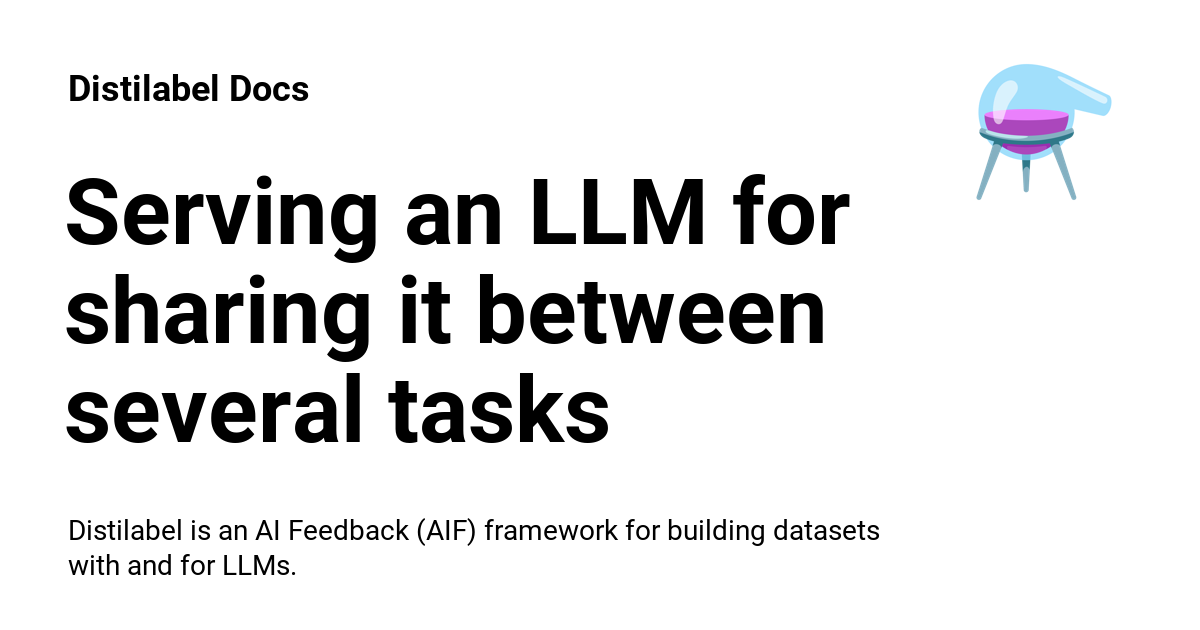 Distilabel Docs
Serving an LLM for
sharing it between
several tasks
Distilabel is an AI Feedback (AIF) framework for building datasets
with and for LLMs.